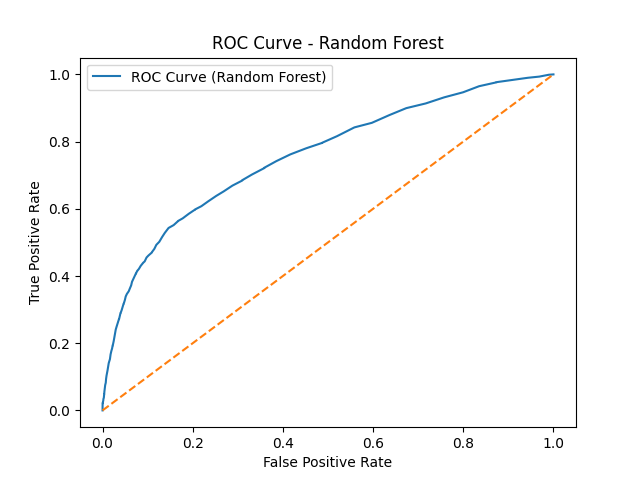 ROC Curve - Random Forest
ROC Curve (Random Forest)
True Positive Rate
1.0
0.8
0.6
0.4
0.2
0.0
0.0 0.2 0.4 0.6 0.8 1.0
False Positive Rate